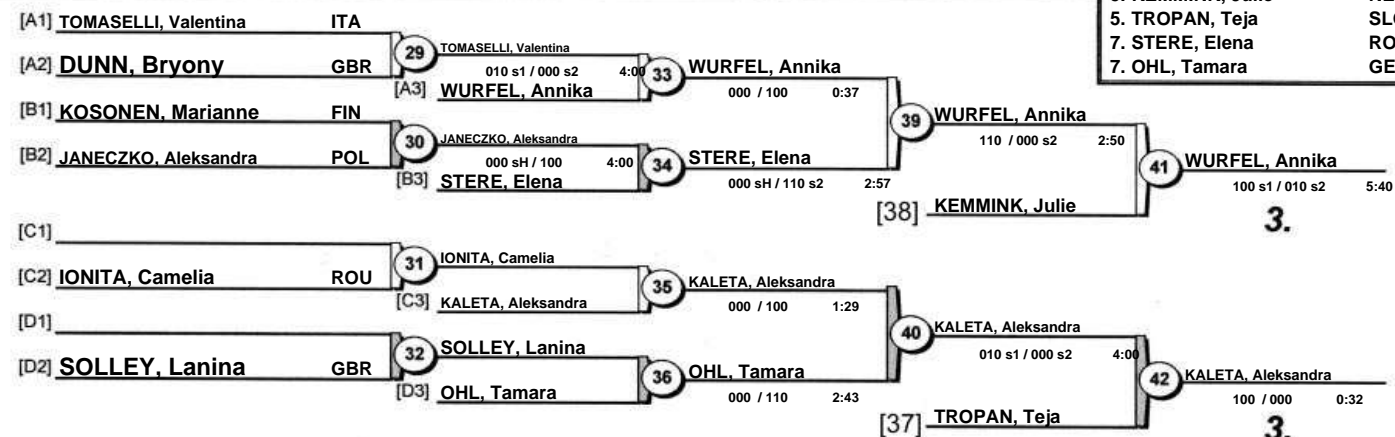 5. TROPAN, Teja SL
7. STERE, Elena RO
7. OHL, Tamara GE
[A1] TOMASELLI, Valentina ITA
[A2] DUNN, Bryony GBR
29 TOMASELLI, Valentina
010 s1 / 000 s2 4:00
[A3] WURFEL, Annika
33 WURFEL, Annika
000 / 100 0:37
[B1] KOSONEN, Marianne FIN
[B2] JANECZKO, Aleksandra POL
30 JANECZKO, Aleksandra
000 sH / 100 4:00
[B3] STERE, Elena
34 STERE, Elena
000 sH / 110 s2 2:57
39 WURFEL, Annika
110 / 000 s2 2:50
[38] KEMMINK, Julie
41 WURFEL, Annika
100 s1 / 010 s2 5:40
3.
[C1]
[C2] IONITA, Camelia ROU
31 IONITA, Camelia
[C3] KALETA, Aleksandra
35 KALETA, Aleksandra
000 / 100 1:29
[D1]
[D2] SOLLEY, Lanina GBR
32 SOLLEY, Lanina
[D3] OHL, Tamara
36 OHL, Tamara
000 / 110 2:43
40 KALETA, Aleksandra
010 s1 / 000 s2 4:00
[37] TROPAN, Teja
42 KALETA, Aleksandra
100 / 000 0:32
3.